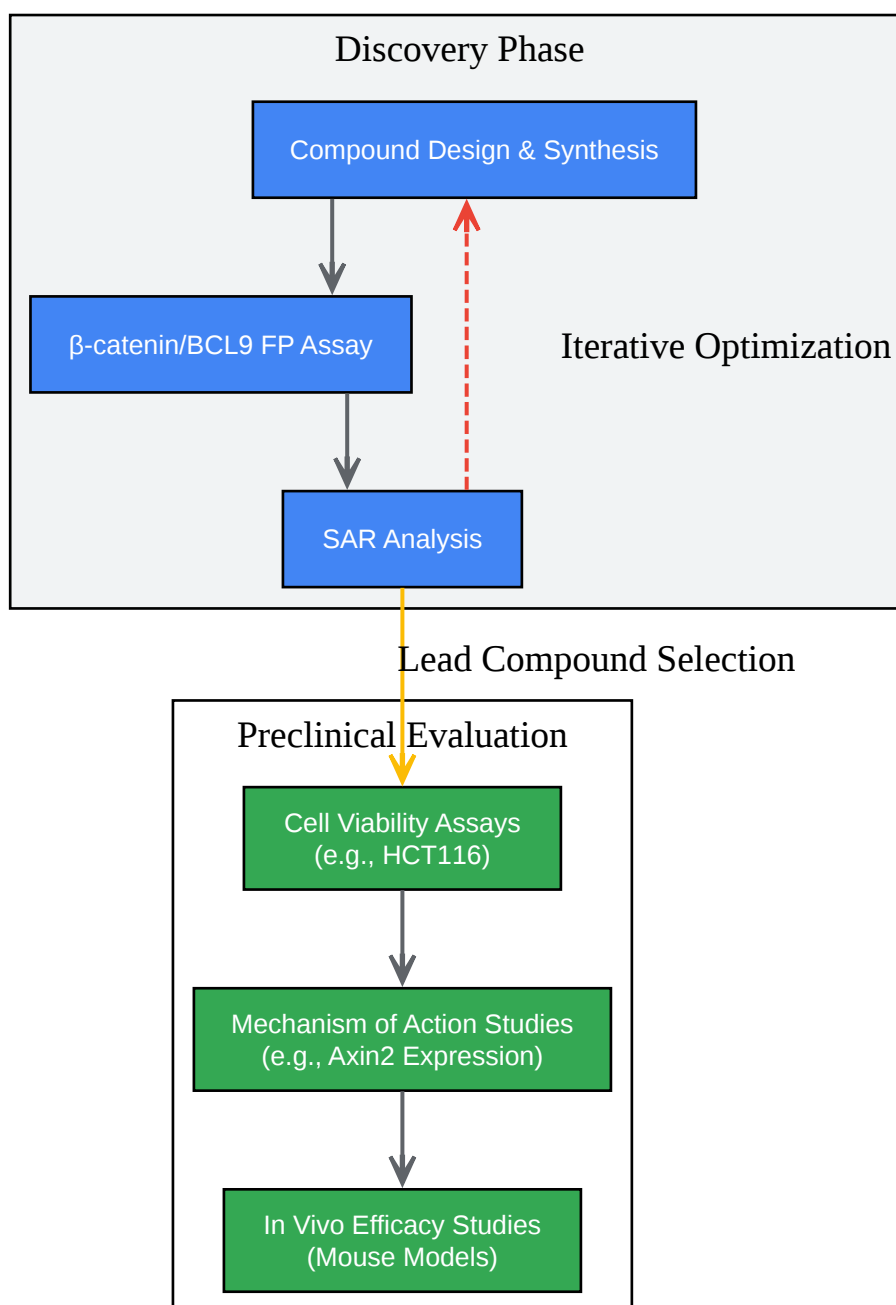 Discovery Phase
Compound Design & Synthesis
β-catenin/BCL9 FP Assay
Iterative Optimization
SAR Analysis
Lead Compound Selection
Preclinical Evaluation
Cell Viability Assays
(e.g., HCT116)
Mechanism of Action Studies
(e.g., Axin2 Expression)
In Vivo Efficacy Studies
(Mouse Models)